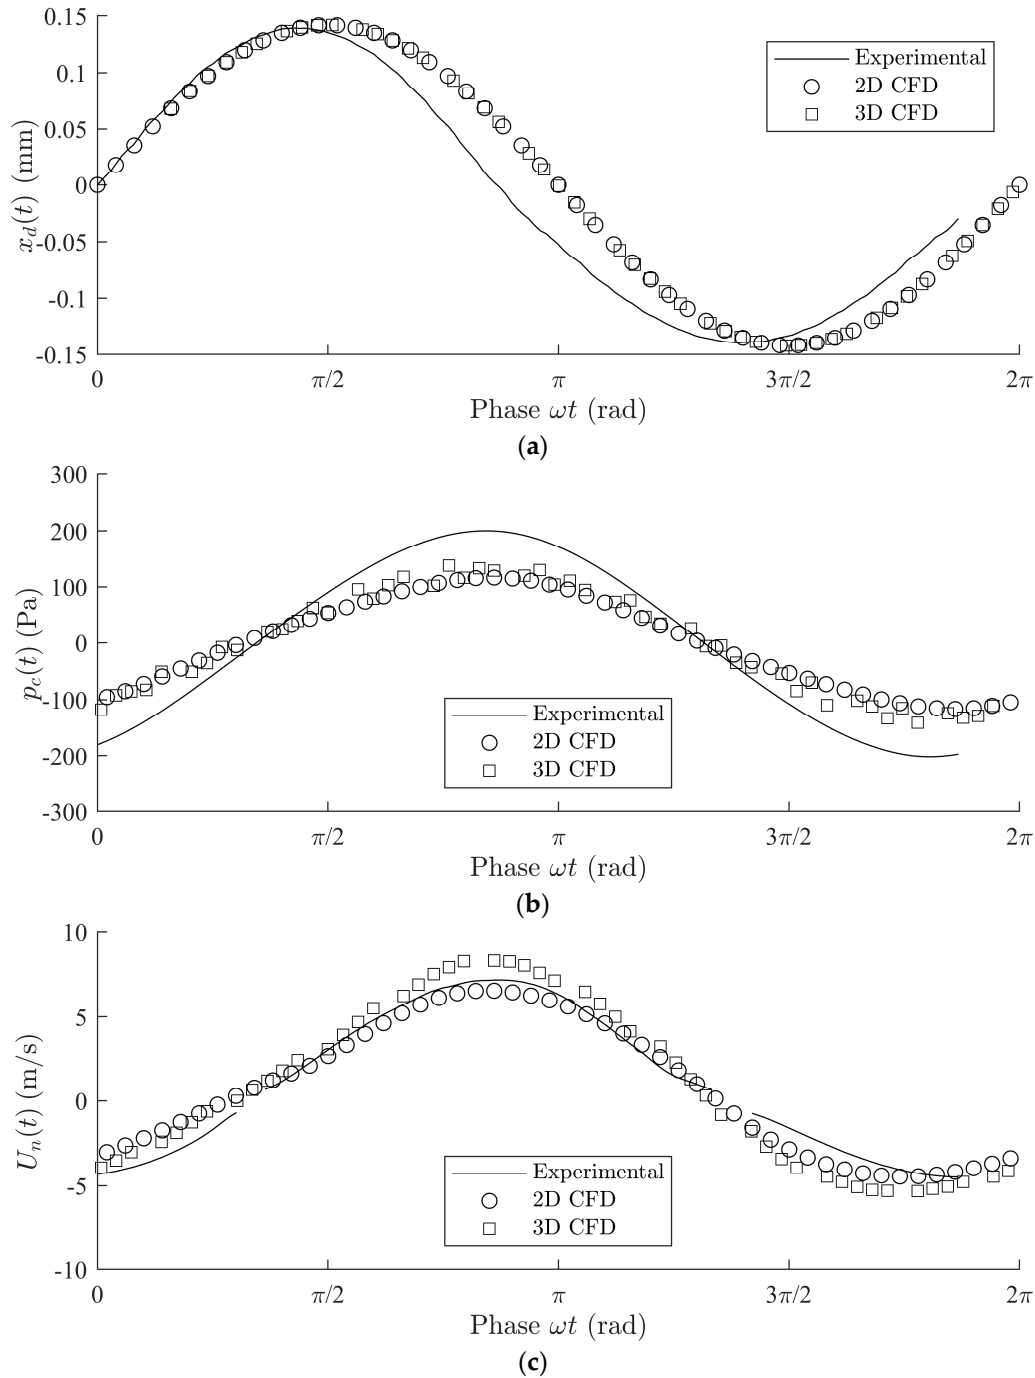 0.15
0.1
0.05
0
-0.05
-0.1
-0.15
x_d(t) (mm)
Experimental
2D CFD
3D CFD
0 π/2 π 3π/2 2π
Phase ωt (rad)
(a)
300
200
100
0
-100
-200
-300
p_c(t) (Pa)
Experimental
2D CFD
3D CFD
0 π/2 π 3π/2 2π
Phase ωt (rad)
(b)
10
5
0
-5
-10
U_n(t) (m/s)
Experimental
2D CFD
3D CFD
0 π/2 π 3π/2 2π
Phase ωt (rad)
(c)